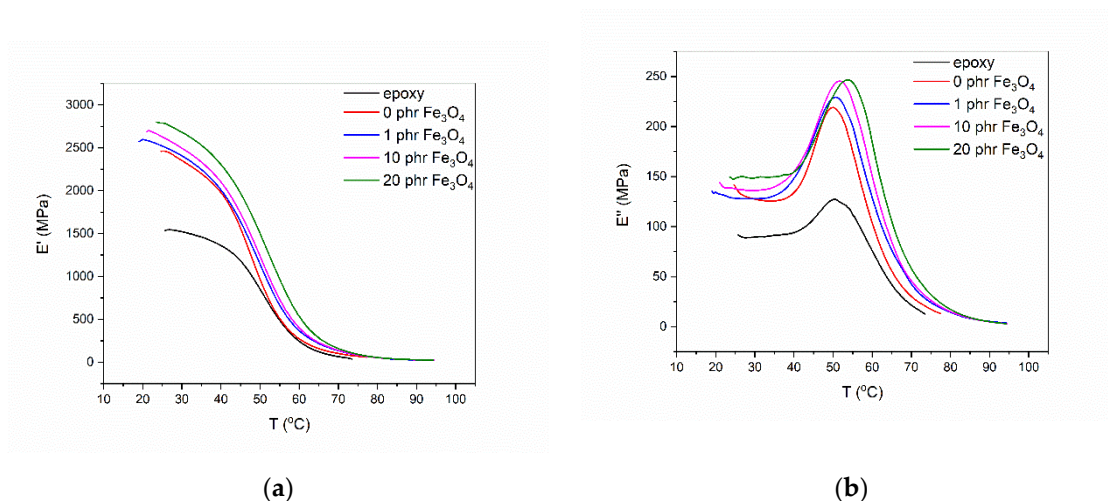 epoxy
0 phr Fe₃O₄
1 phr Fe₃O₄
10 phr Fe₃O₄
20 phr Fe₃O₄
3000
2500
2000
1500
1000
500
0
E' (MPa)
10 20 30 40 50 60 70 80 90 100
T (°C)
(a)
epoxy
0 phr Fe₃O₄
1 phr Fe₃O₄
10 phr Fe₃O₄
20 phr Fe₃O₄
250
200
150
100
50
0
E" (MPa)
10 20 30 40 50 60 70 80 90 100
T (°C)
(b)